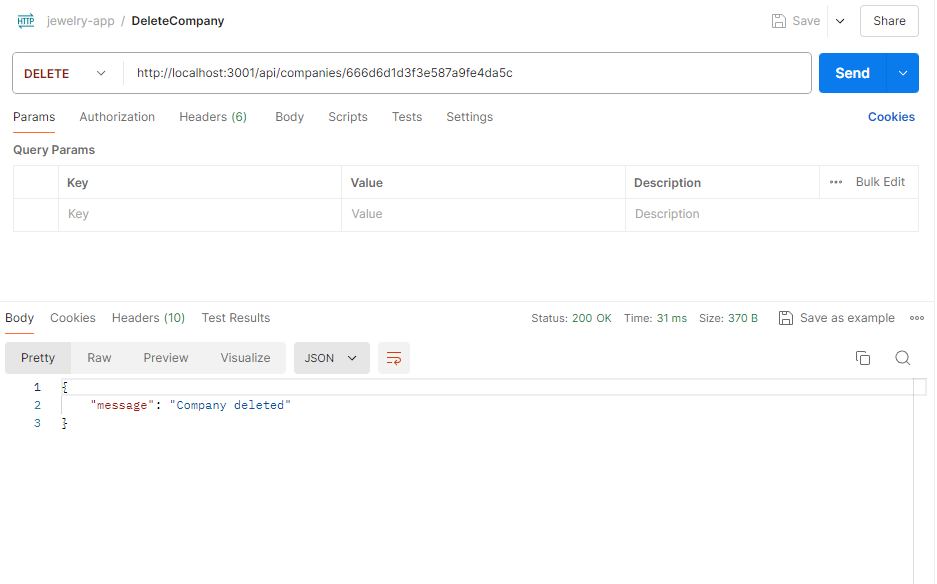 HTTP jewelry-app / DeleteCompany Save Share
DELETE http://localhost:3001/api/companies/666d6d1d3f3e587a9fe4da5c Send
Params Authorization Headers (6) Body Scripts Tests Settings Cookies
Query Params
Key Value Description ••• Bulk Edit
Key Value Description
Body Cookies Headers (10) Test Results Status: 200 OK Time: 31 ms Size: 370 B Save as example
Pretty Raw Preview Visualize JSON
1 {
2 "message": "Company deleted"
3 }